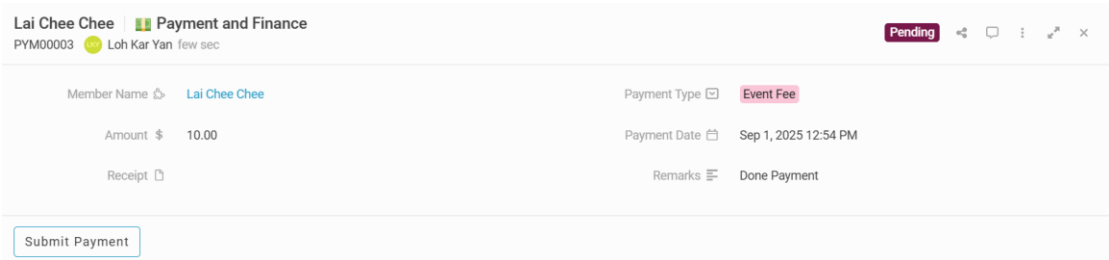 Lai Chee Chee Payment and Finance
PYM00003 LKY Loh Kar Yan few sec
Pending
Member Name Lai Chee Chee
Payment Type Event Fee
Amount $ 10.00
Payment Date Sep 1, 2025 12:54 PM
Receipt
Remarks Done Payment
Submit Payment